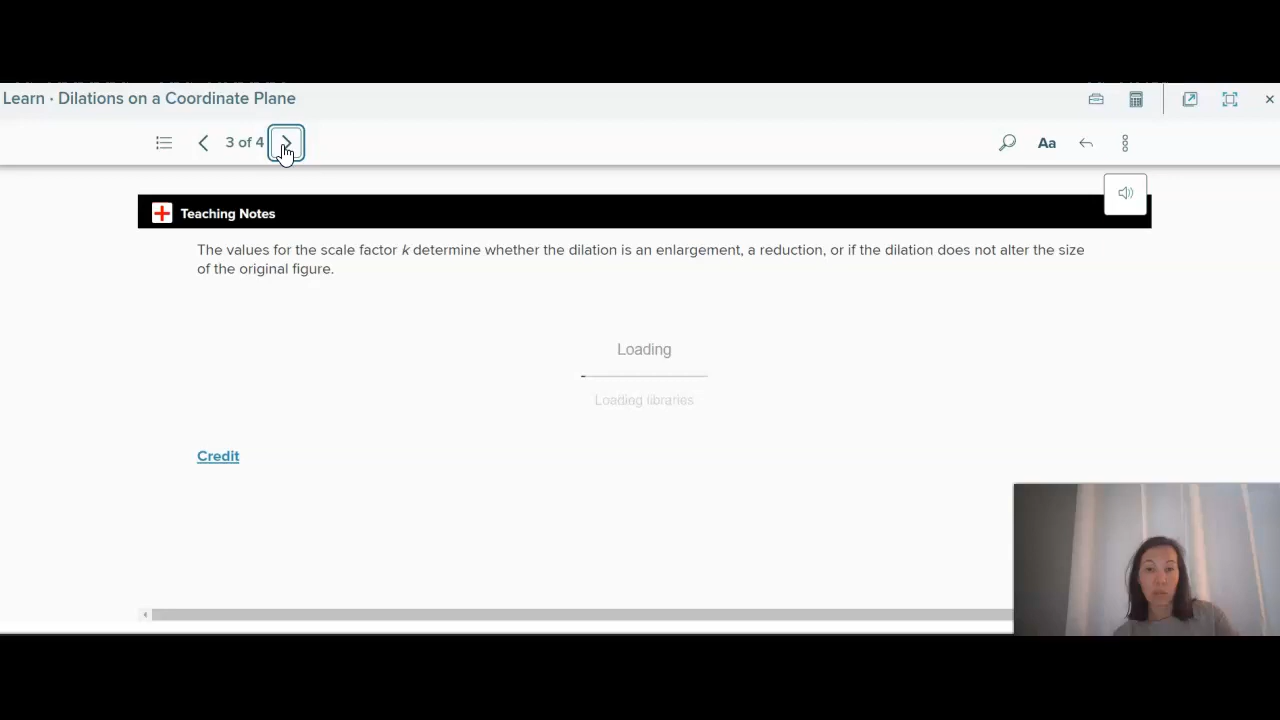 Learn · Dilations on a Coordinate Plane
3 of 4
Aa
Teaching Notes
The values for the scale factor k determine whether the dilation is an enlargement, a reduction, or if the dilation does not alter the size
of the original figure.
Loading
Loading libraries
Credit